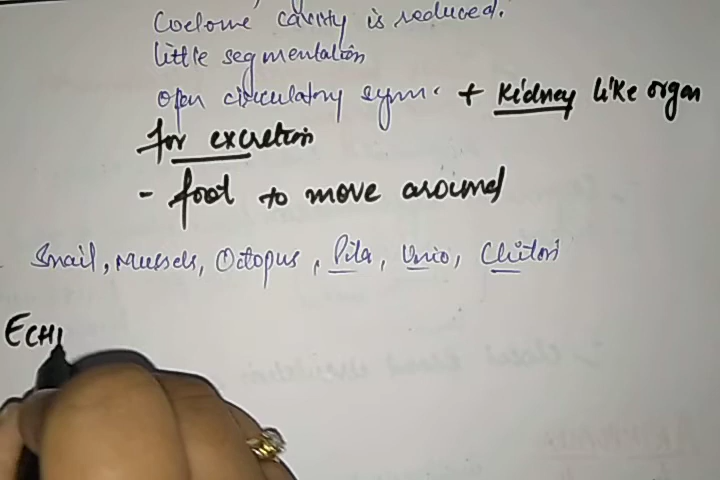 Coelome cavity is reduced.
little segmentation
open circulatory sym. + Kidney like organ
for excretion
- foot to move around
Snail, Mussels, Octopus, Pila, Unio, Chiton
ECHI